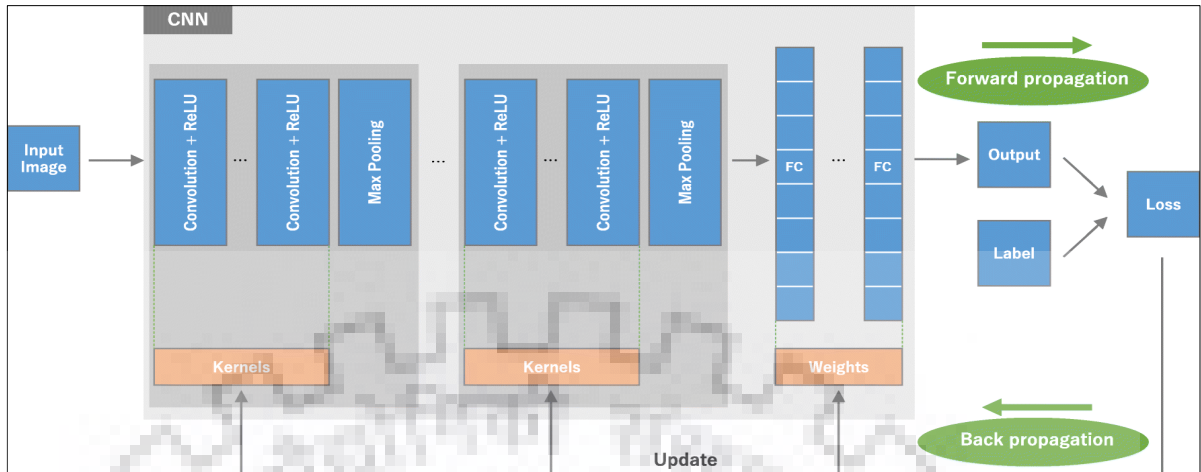 CNN
Forward propagation
Input
Image
Convolution + ReLU
...
Convolution + ReLU
Max Pooling
...
Convolution + ReLU
...
Convolution + ReLU
Max Pooling
FC
...
FC
Output
Label
Loss
Kernels
Kernels
Weights
Back propagation
Update